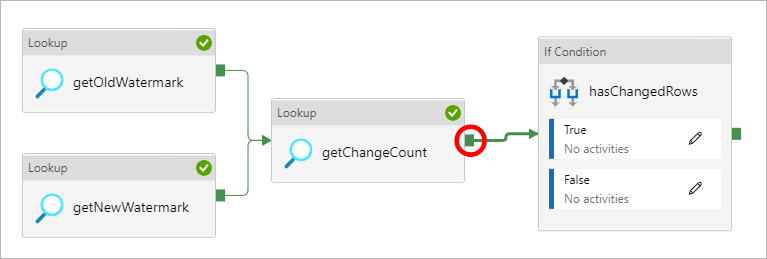 Lookup
getOldWatermark
Lookup
getNewWatermark
Lookup
getChangeCount
If Condition
hasChangedRows
True
No activities
False
No activities